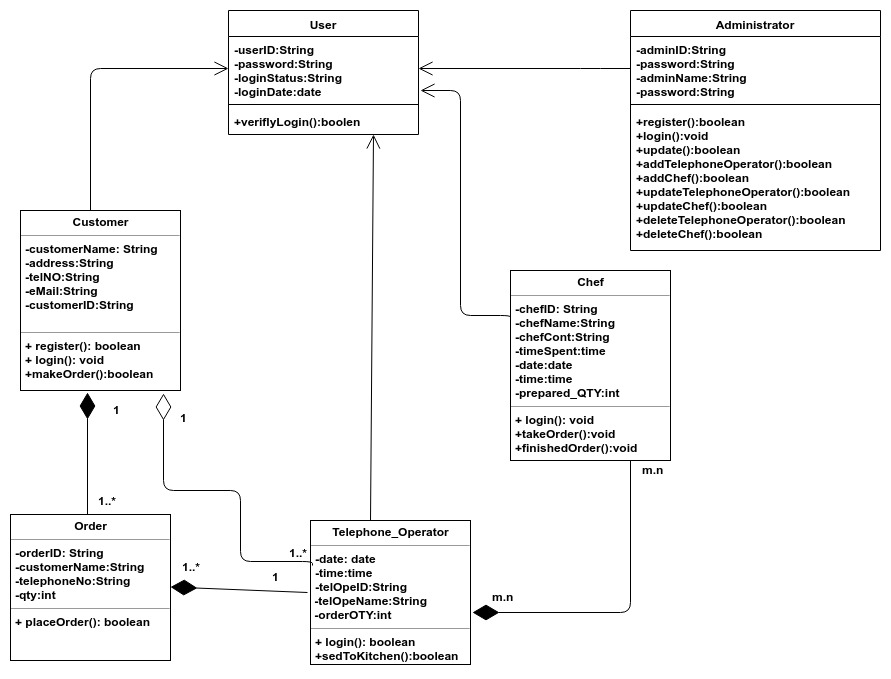 User
-userID:String
-password:String
-loginStatus:String
-loginDate:date
+veriflyLogin():boolen
Administrator
-adminID:String
-password:String
-adminName:String
-password:String
+register():boolean
+login():void
+update():boolean
+addTelephoneOperator():boolean
+addChef():boolean
+updateTelephoneOperator():boolean
+updateChef():boolean
+deleteTelephoneOperator():boolean
+deleteChef():boolean
Customer
-customerName: String
-address:String
-telNO:String
-eMail:String
-customerID:String
+ register(): boolean
+ login(): void
+makeOrder():boolean
Chef
-chefID: String
-chefName:String
-chefCont:String
-timeSpent:time
-date:date
-time:time
-prepared_QTY:int
+ login(): void
+takeOrder():void
+finishedOrder():void
1
1
m.n
1..*
Order
-orderID: String
-customerName:String
-telephoneNo:String
-qty:int
+ placeOrder(): boolean
1..*
1..*
1
Telephone_Operator
-date: date
-time:time
-telOpeID:String
-telOpeName:String
-orderOTY:int
+ login(): boolean
+sedToKitchen():boolean
m.n